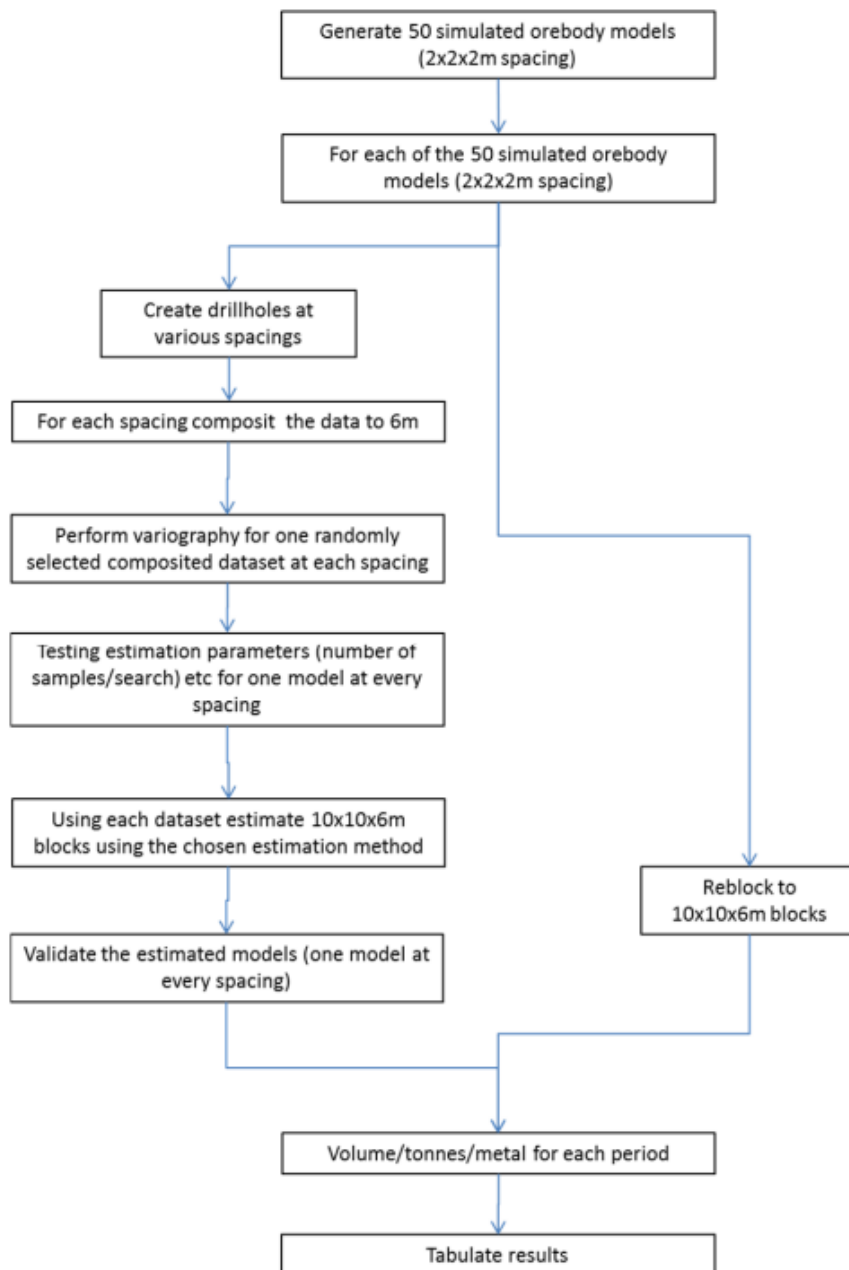 Generate 50 simulated orebody models
(2x2x2m spacing)
For each of the 50 simulated orebody
models (2x2x2m spacing)
Create drillholes at
various spacings
For each spacing composit the data to 6m
Perform variography for one randomly
selected composited dataset at each spacing
Testing estimation parameters (number of
samples/search) etc for one model at every
spacing
Using each dataset estimate 10x10x6m
blocks using the chosen estimation method
Validate the estimated models (one model at
every spacing)
Reblock to
10x10x6m blocks
Volume/tonnes/metal for each period
Tabulate results